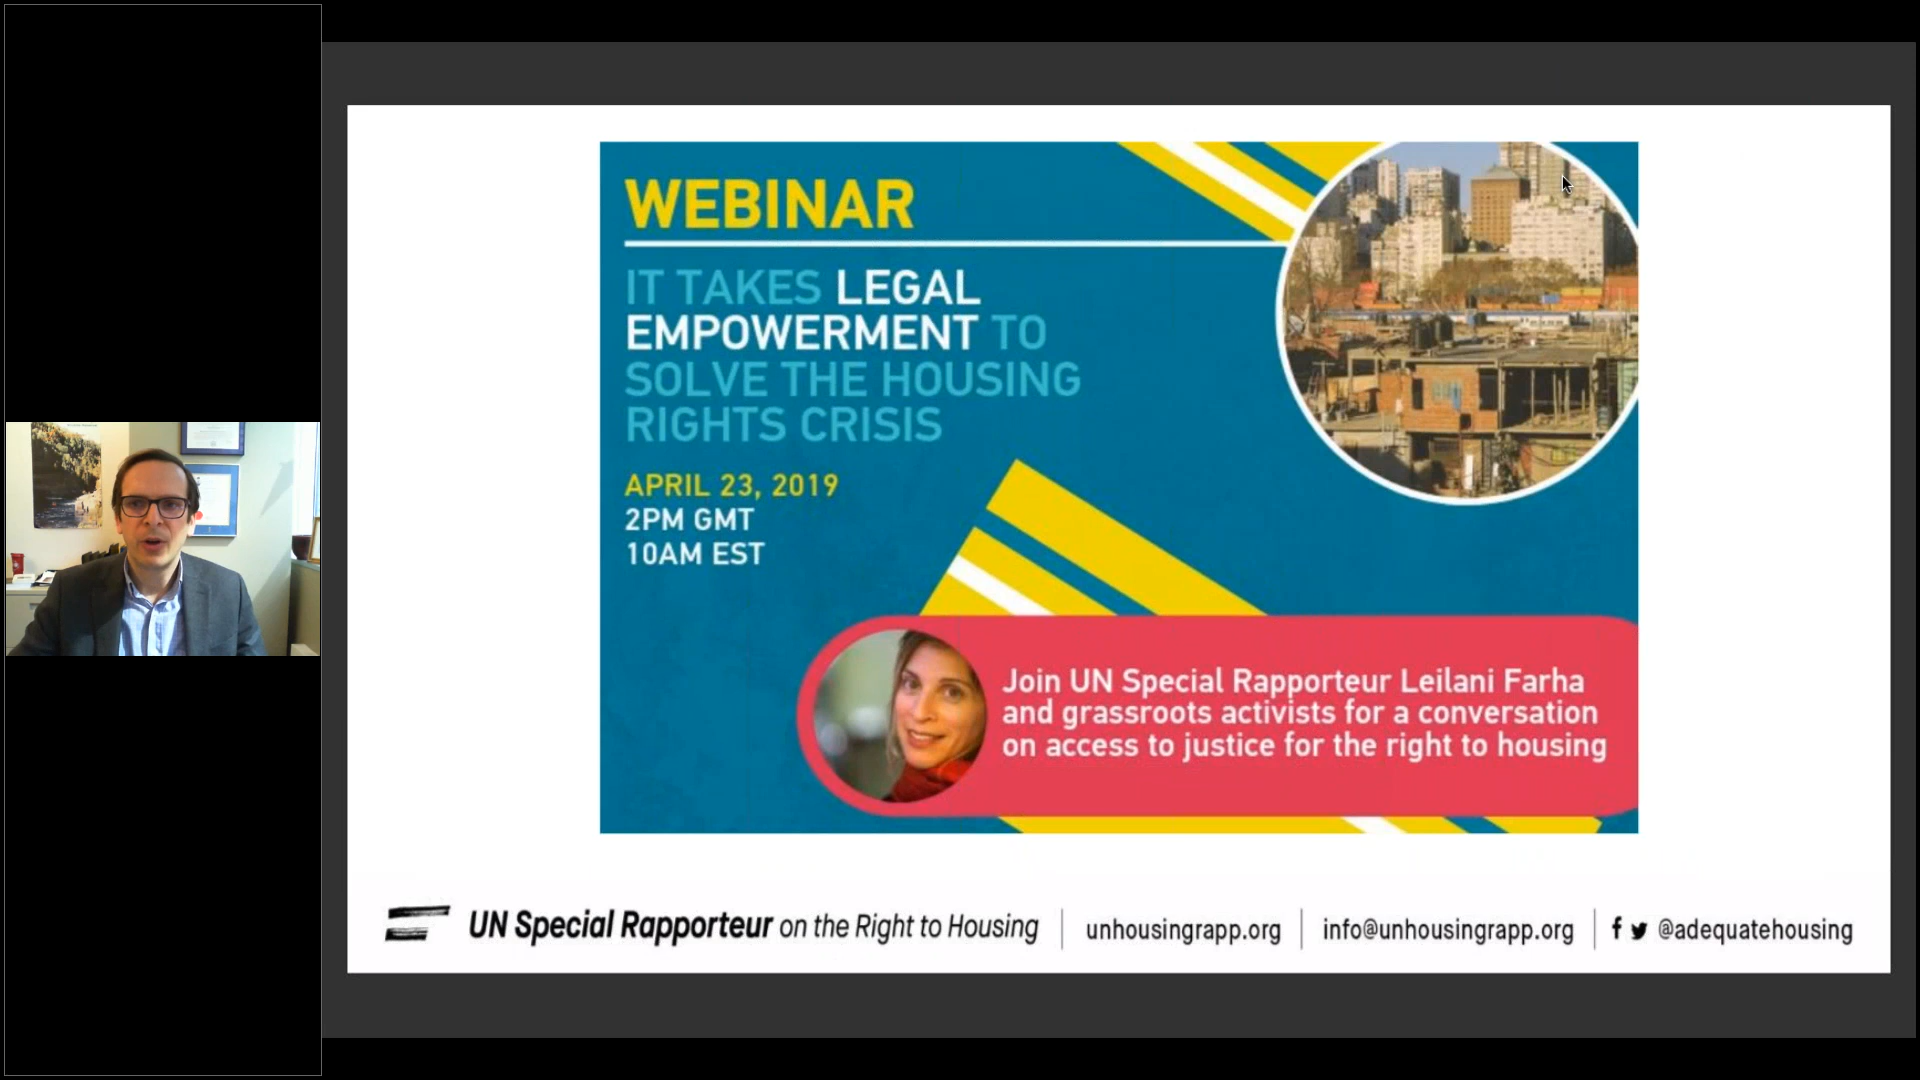 WEBINAR
IT TAKES LEGAL
EMPOWERMENT TO
SOLVE THE HOUSING
RIGHTS CRISIS
APRIL 23, 2019
2PM GMT
10AM EST
Join UN Special Rapporteur Leilani Farha
and grassroots activists for a conversation
on access to justice for the right to housing
UN Special Rapporteur on the Right to Housing
unhousingrapp.org
info@unhousingrapp.org
@adequatehousing